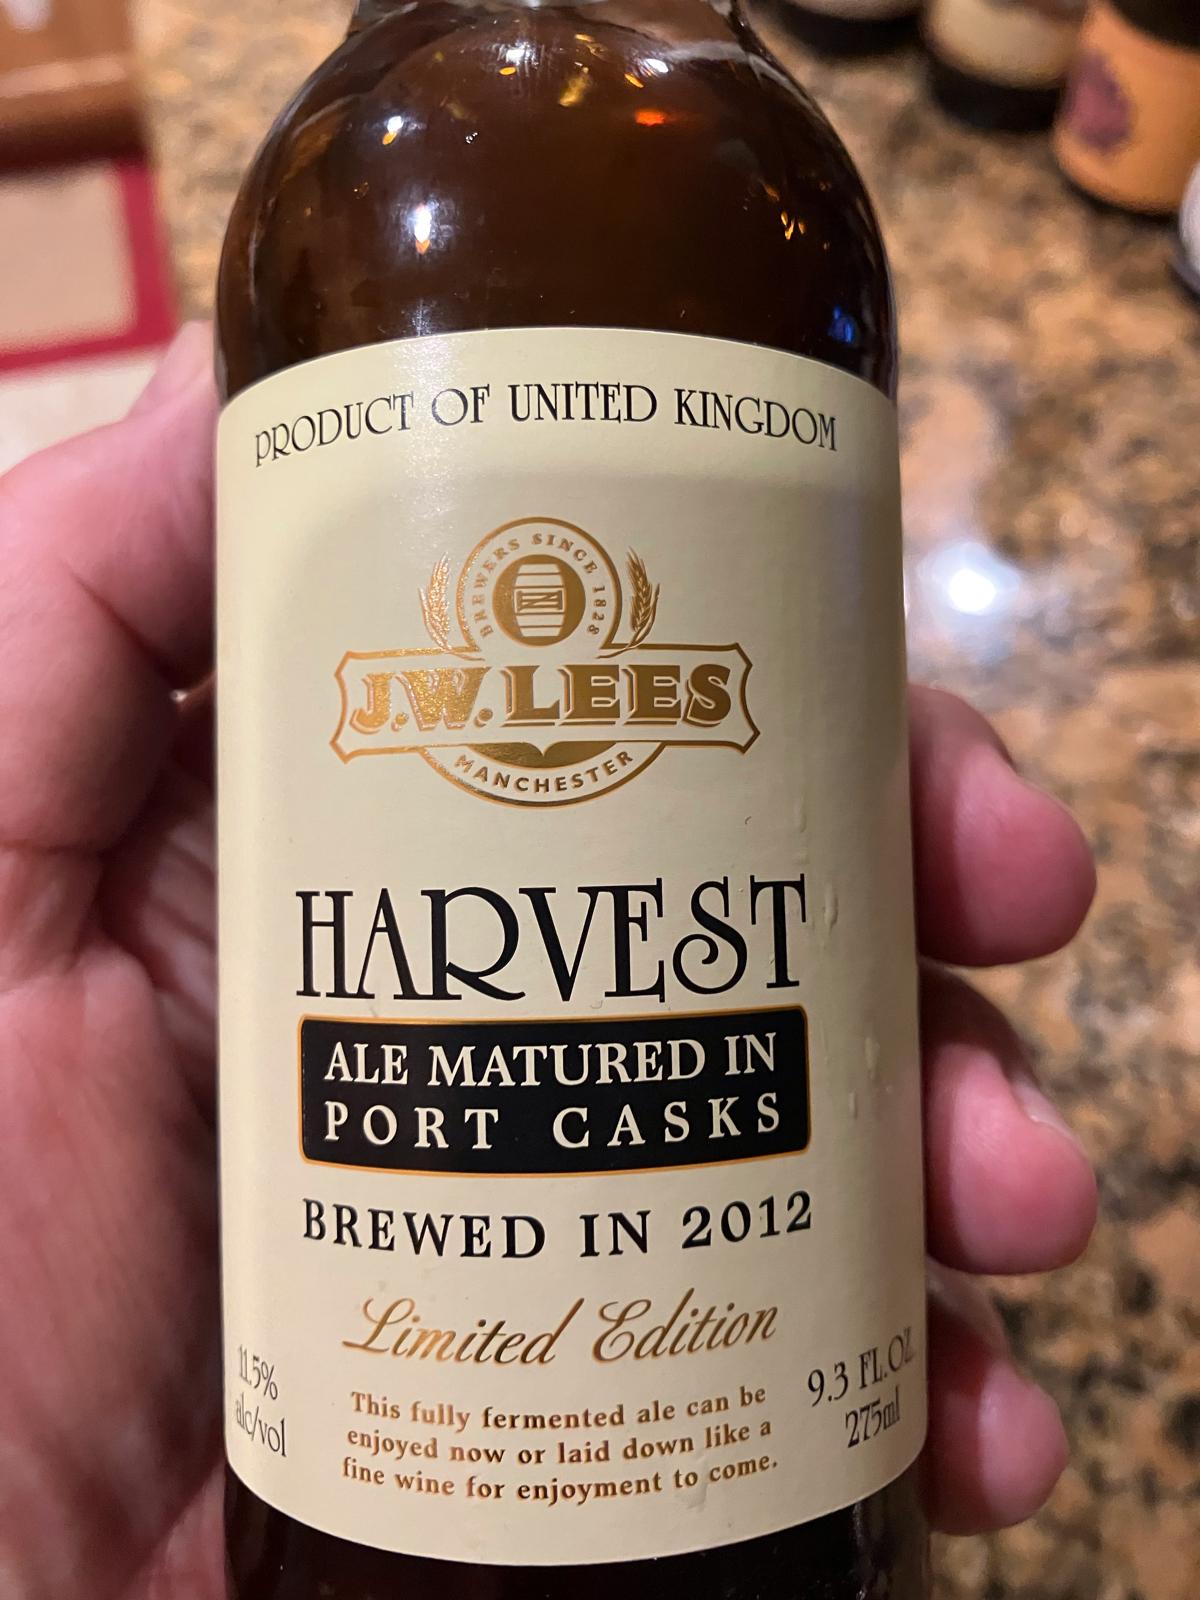 PRODUCT OF UNITED KINGDOM
BREWERS SINCE 1828
J.W. LEES
MANCHESTER
HARVEST
ALE MATURED IN
PORT CASKS
BREWED IN 2012
Limited Edition
11.5%
alc/vol
This fully fermented ale can be
enjoyed now or laid down like a
fine wine for enjoyment to come.
9.3 FL.OZ.
275ml